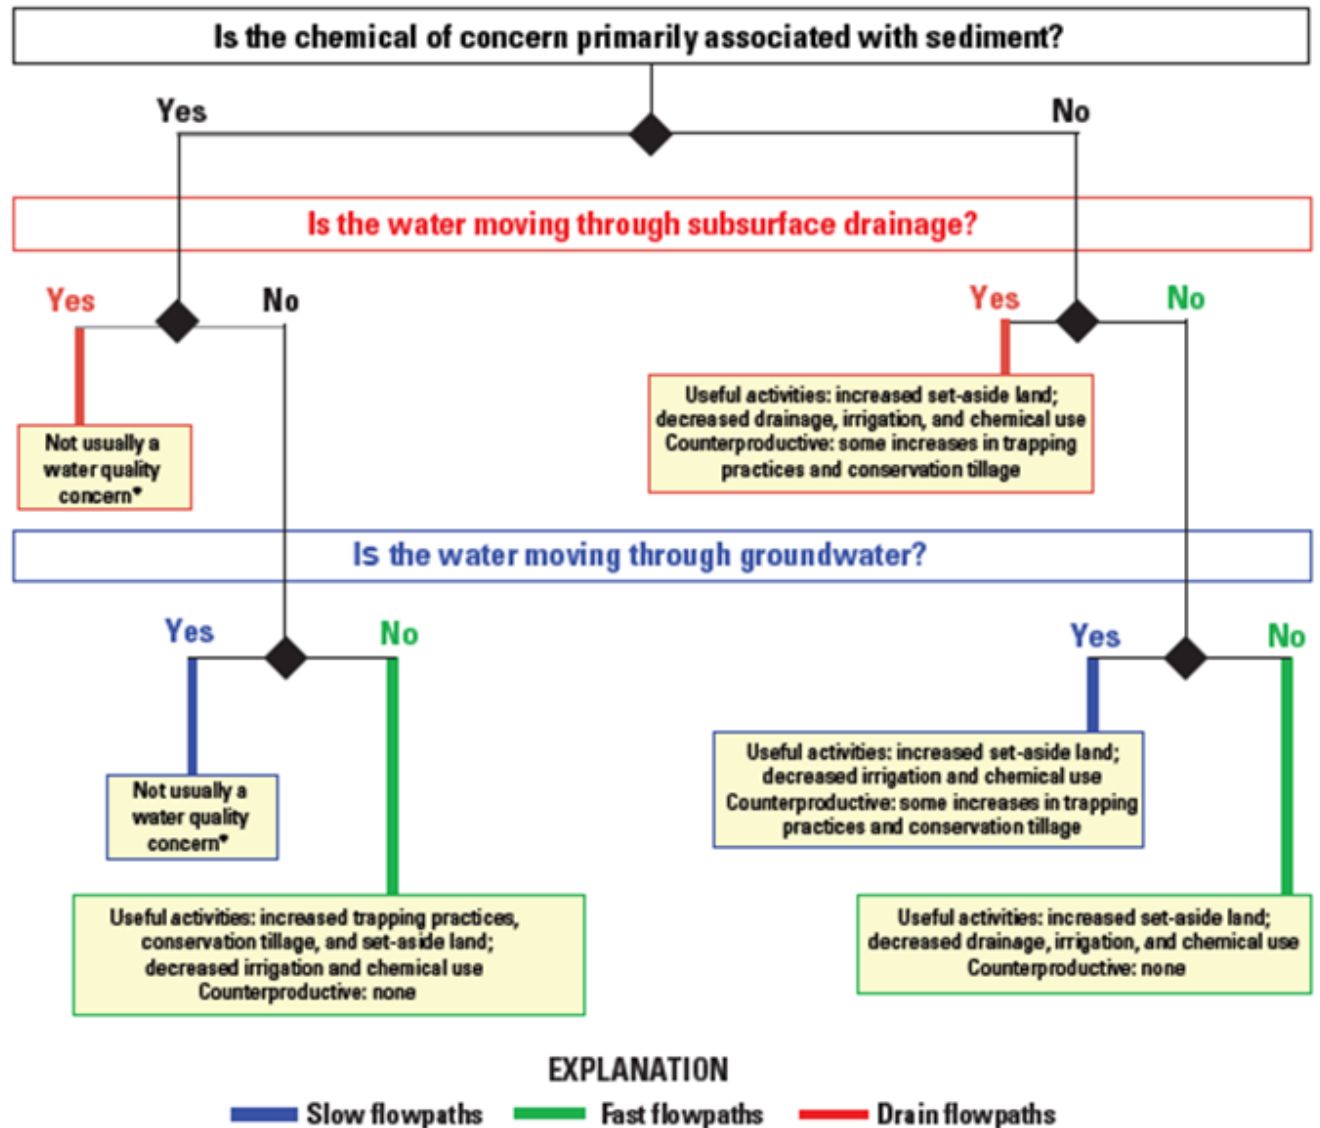 Is the chemical of concern primarily associated with sediment?
Yes
No
Is the water moving through subsurface drainage?
Yes
No
Yes
No
Not usually a
water quality
concern*
Useful activities: increased set-aside land;
decreased drainage, irrigation, and chemical use
Counterproductive: some increases in trapping
practices and conservation tillage
Is the water moving through groundwater?
Yes
No
Yes
No
Not usually a
water quality
concern*
Useful activities: increased set-aside land;
decreased irrigation and chemical use
Counterproductive: some increases in trapping
practices and conservation tillage
Useful activities: increased trapping practices,
conservation tillage, and set-aside land;
decreased irrigation and chemical use
Counterproductive: none
Useful activities: increased set-aside land;
decreased drainage, irrigation, and chemical use
Counterproductive: none
EXPLANATION
Slow flowpaths
Fast flowpaths
Drain flowpaths